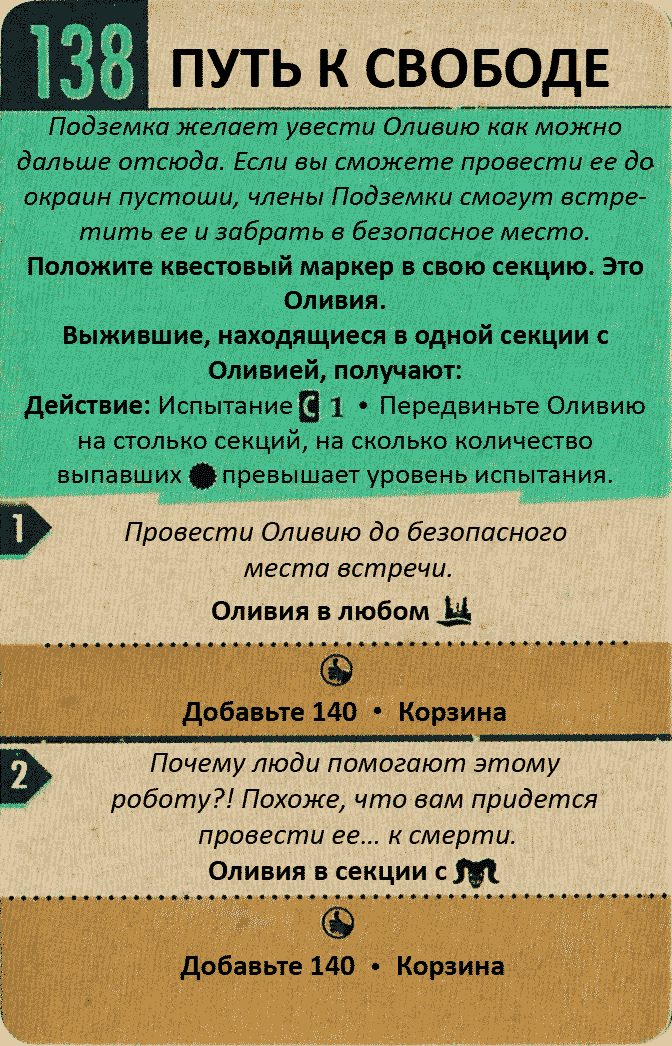 138
ПУТЬ К СВОБОДЕ
Подземка желает увести Оливию как можно
дальше отсюда. Если вы сможете провести ее до
окраин пустоши, члены Подземки смогут встре-
тить ее и забрать в безопасное место.
Положите квестовый маркер в свою секцию. Это
Оливия.
Выжившие, находящиеся в одной секции с
Оливией, получают:
Действие: Испытание C 1 • Передвиньте Оливию
на столько секций, на сколько количество
выпавших превышает уровень испытания.
1
Провести Оливию до безопасного
места встречи.
Оливия в любом
Добавьте 140 • Корзина
2
Почему люди помогают этому
роботу?! Похоже, что вам придется
провести ее... к смерти.
Оливия в секции с
Добавьте 140 • Корзина